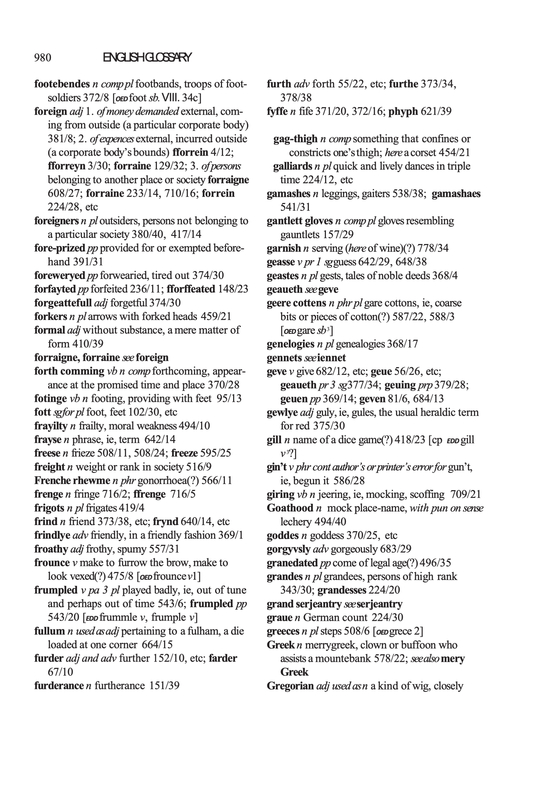 980 ENGLISH GLOSSARY
footebendes n comp pl footbands, troops of foot-
soldiers 372/8 [OED foot sb. VIII. 34c]
foreign adj 1. of money demanded external, com-
ing from outside (a particular corporate body)
381/8; 2. of expences external, incurred outside
(a corporate body's bounds) fforrein 4/12;
fforreyn 3/30; foraine 129/32; 3. of persons
belonging to another place or society forraigne
608/27; forraine 233/14, 710/16; forrein
224/28, etc
foreigners n pl outsiders, persons not belonging to
a particular society 380/40, 417/14
fore-prized pp provided for or exempted before-
hand 391/31
foreweryed pp forwearied, tired out 374/30
forfayted pp forfeited 236/11; fforffeated 148/23
forgeattefull adj forgetful 374/30
forkers n pl arrows with forked heads 459/21
formal adj without substance, a mere matter of
form 410/39
forraigne, forraine see foreign
forth comming vb n comp forthcoming, appear-
ance at the promised time and place 370/28
fotinge vb n footing, providing with feet 95/13
fott sg for pl foot, feet 102/30, etc
frayilty n frailty, moral weakness 494/10
frayse n phrase, ie, term 642/14
freese n frieze 508/11, 508/24; freeze 595/25
freight n weight or rank in society 516/9
Frenche rhewme n phr gonorrhoea(?) 566/11
frenge n fringe 716/2; ffrenge 716/5
frigots n pl frigates 419/4
frind n friend 373/38, etc; frynd 640/14, etc
frindlye adv friendly, in a friendly fashion 369/1
froathy adj frothy, spumy 557/31
frounce v make to furrow the brow, make to
look vexed(?) 475/8 [OED frounce v1]
frumpled v pa 3 pl played badly, ie, out of tune
and perhaps out of time 543/6; frumpled pp
543/20 [EDD frummle v, frumple v]
fullum n used as adj pertaining to a fulham, a die
loaded at one corner 664/15
furder adj and adv further 152/10, etc; farder
67/10
furderance n furtherance 151/39
furth adv forth 55/22, etc; furthe 373/34,
378/38
fyffe n fife 371/20, 372/16; phyph 621/39
gag-thigh n comp something that confines or
constricts one's thigh; here a corset 454/21
galliards n pl quick and lively dances in triple
time 224/12, etc
gamashes n leggings, gaiters 538/38; gamashaes
541/31
gantlett gloves n comp pl gloves resembling
gauntlets 157/29
garnish n serving (here of wine)(?) 778/34
geasse v pr 1 sg guess 642/29, 648/38
geastes n pl gests, tales of noble deeds 368/4
geaueth see geve
geere cottens n phr pl gare cottons, ie, coarse
bits or pieces of cotton(?) 587/22, 588/3
[OED gare sb¹]
genelogies n pl genealogies 368/17
gennets see iennet
geve v give 682/12, etc; geue 56/26, etc;
geaueth pr 3 sg 377/34; geuing prp 379/28;
geuen pp 369/14; geven 81/6, 684/13
gewlye adj guly, ie, gules, the usual heraldic term
for red 375/30
gill n name of a dice game(?) 418/23 [cp EDD gill
v⁷?]
gin't v phr cont author's or printer's error for gun't,
ie, begun it 586/28
giring vb n jeering, ie, mocking, scoffing 709/21
Goathood n mock place-name, with pun on sense
lechery 494/40
goddes n goddess 370/25, etc
gorgyvsly adv gorgeously 683/29
granedated pp come of legal age(?) 496/35
grandes n pl grandees, persons of high rank
343/30; grandesses 224/20
grand serjeantry see serjeantry
graue n German count 224/30
greeces n pl steps 508/6 [OED grece 2]
Greek n merrygreek, clown or buffoon who
assists a mountebank 578/22; see also mery
Greek
Gregorian adj used as n a kind of wig, closely